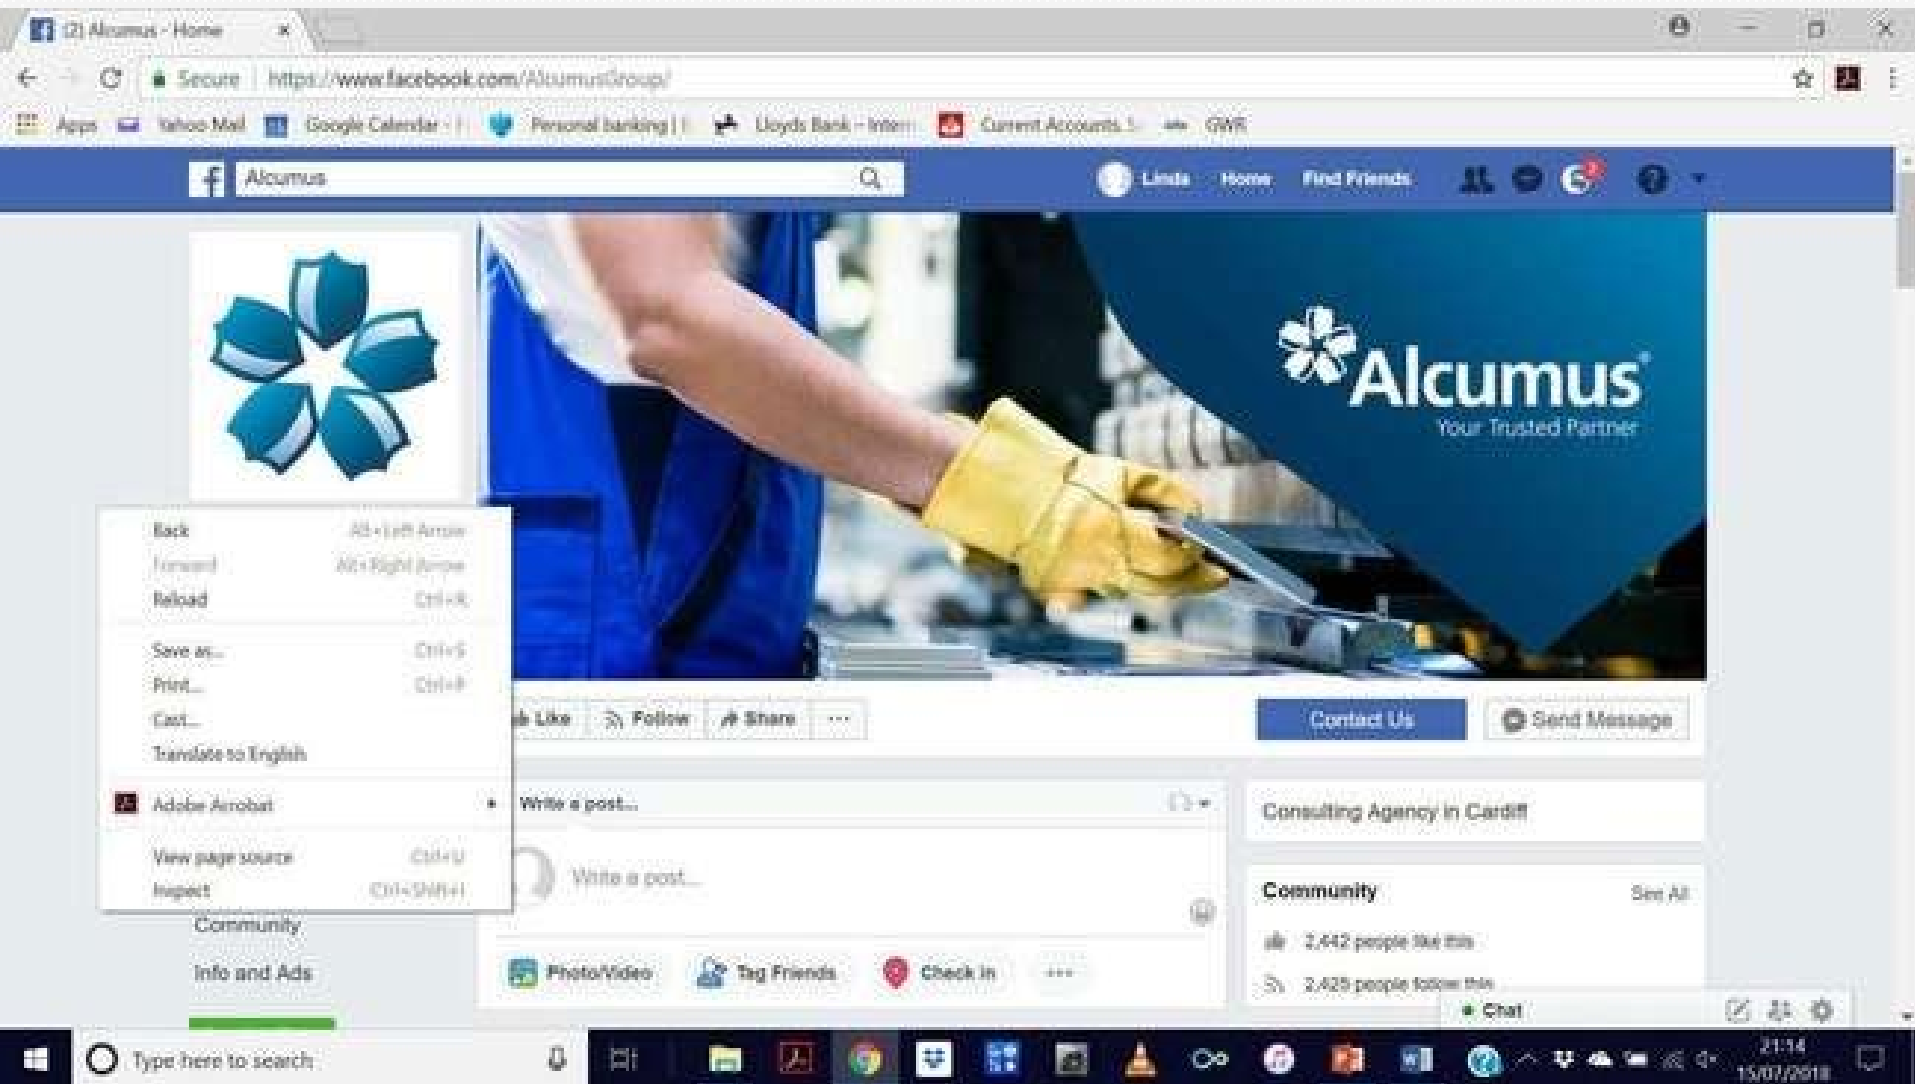 (2) Alcumus - Home
Secure https://www.facebook.com/AlcumusGroup/
Apps Yahoo Mail Google Calendar - Personal banking | Lloyds Bank - Intern Current Accounts GWR
f Alcumus Linda Home Find Friends
Alcumus
Your Trusted Partner
Back Alt+Left Arrow
Forward Alt+Right Arrow
Reload Ctrl+R
Save as... Ctrl+S
Print... Ctrl+P
Cast...
Translate to English
Adobe Acrobat
View page source Ctrl+U
Inspect Ctrl+Shift+I
Like Follow Share ...
Contact Us Send Message
Write a post...
Write a post...
Photo/Video Tag Friends Check in ...
Consulting Agency in Cardiff
Community See All
2,442 people like this
2,425 people follow this
Community
Info and Ads
Chat
Type here to search
21:14
15/07/2018